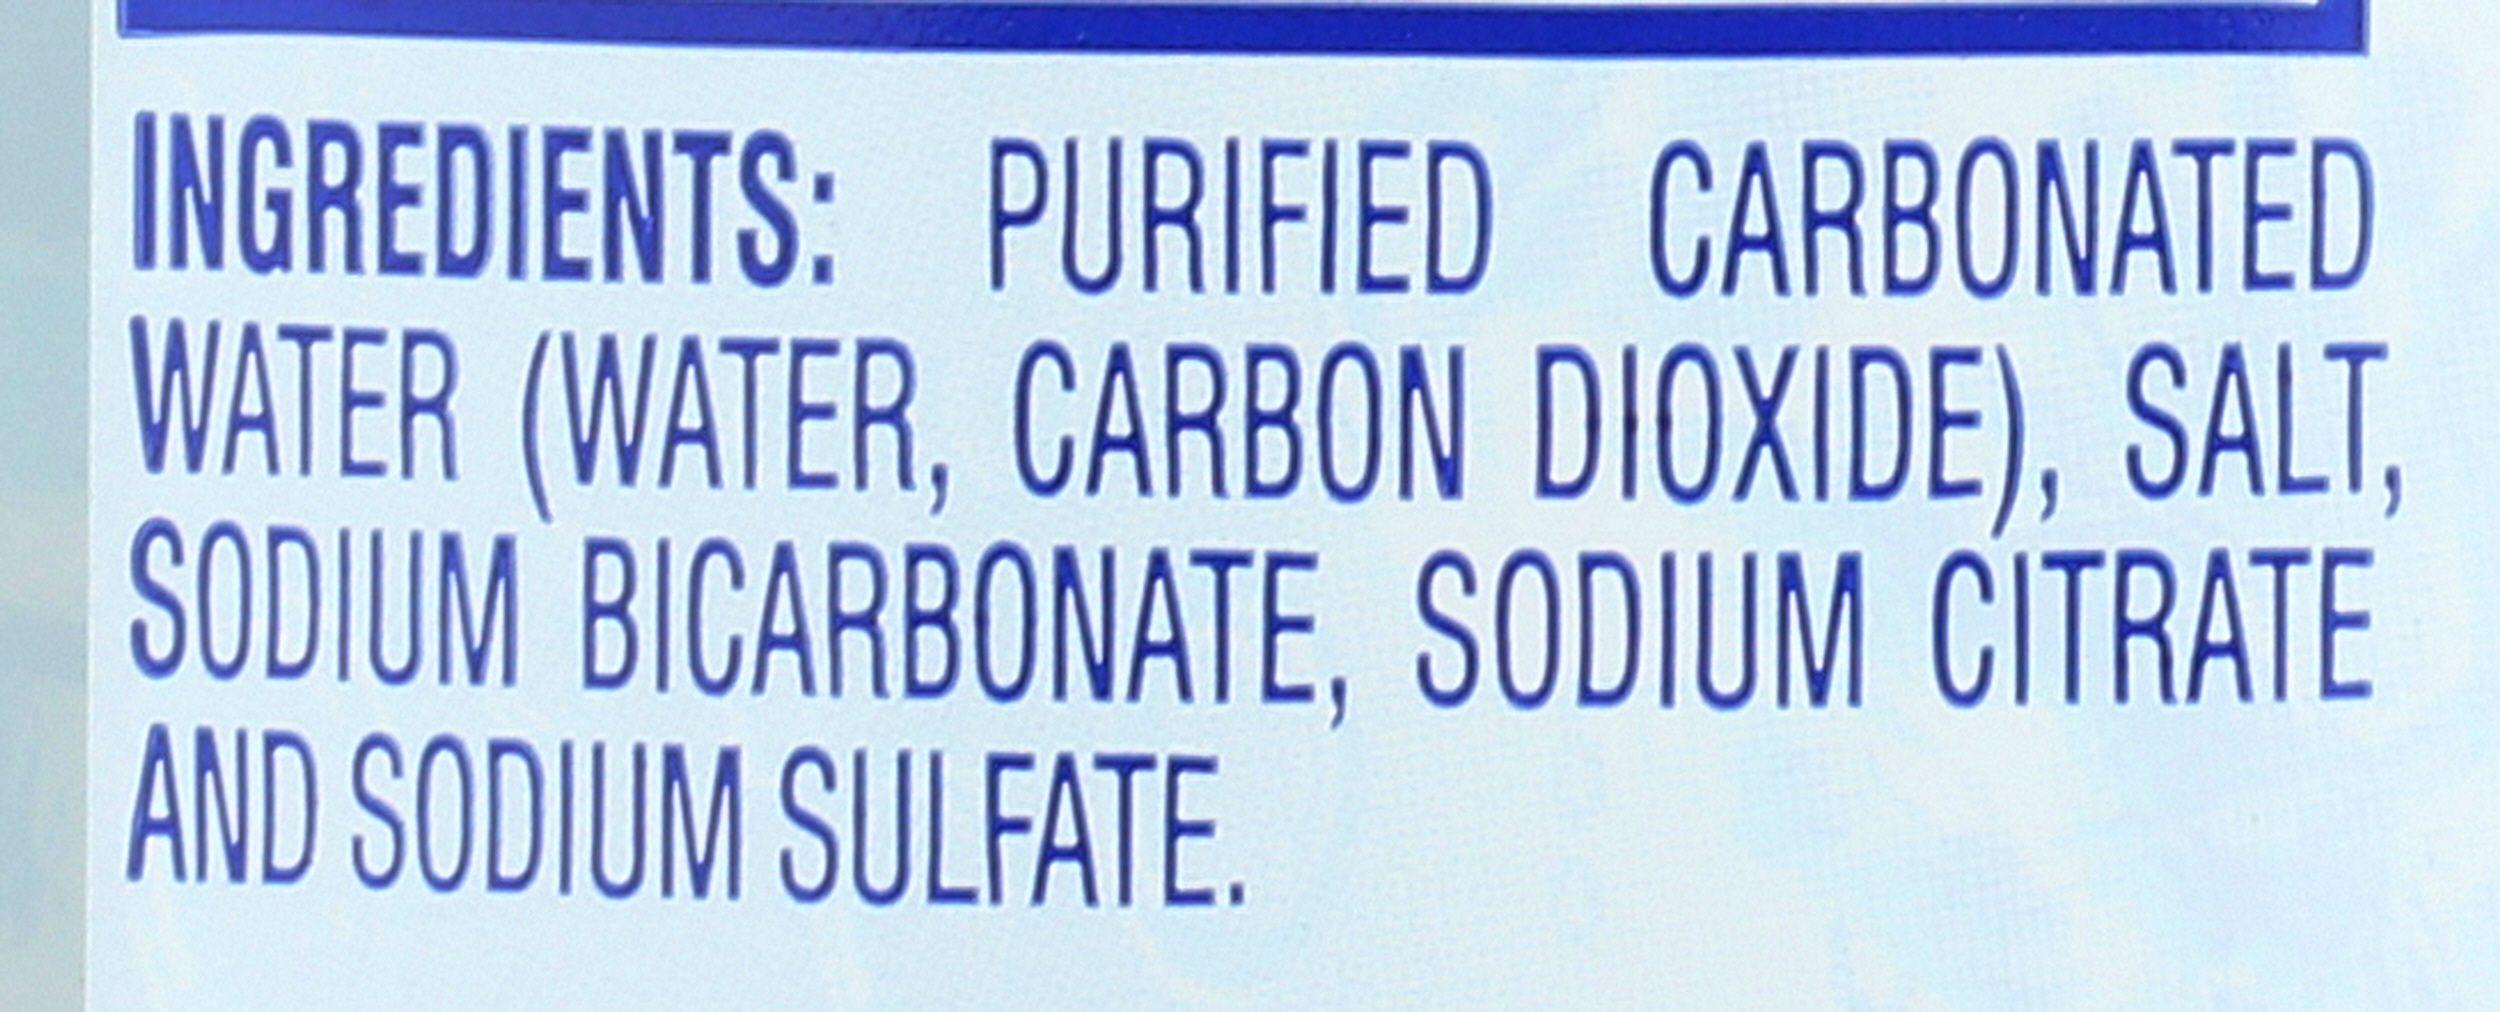 INGREDIENTS: PURIFIED CARBONATED
WATER (WATER, CARBON DIOXIDE), SALT,
SODIUM BICARBONATE, SODIUM CITRATE
AND SODIUM SULFATE.